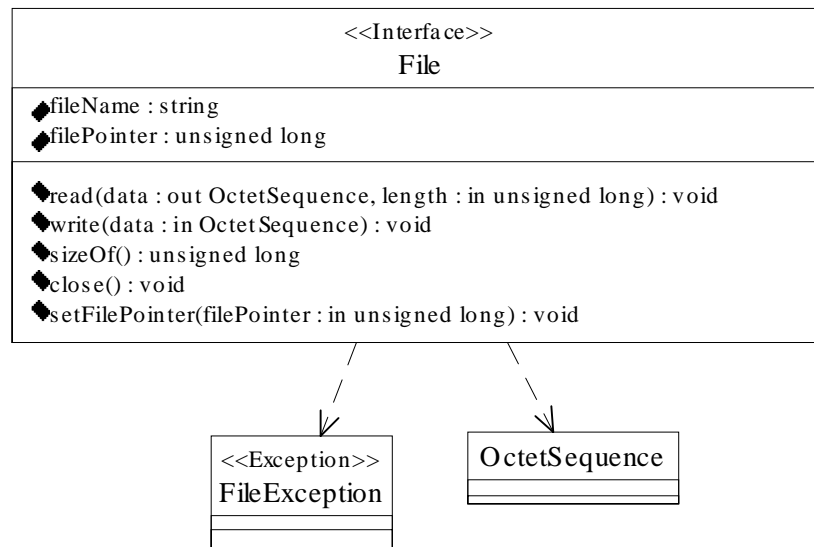 <<Interface>>
File
fileName : string
filePointer : unsigned long
read(data : out OctetSequence, length : in unsigned long) : void
write(data : in OctetSequence) : void
sizeOf() : unsigned long
close() : void
setFilePointer(filePointer : in unsigned long) : void
<<Exception>>
FileException
OctetSequence